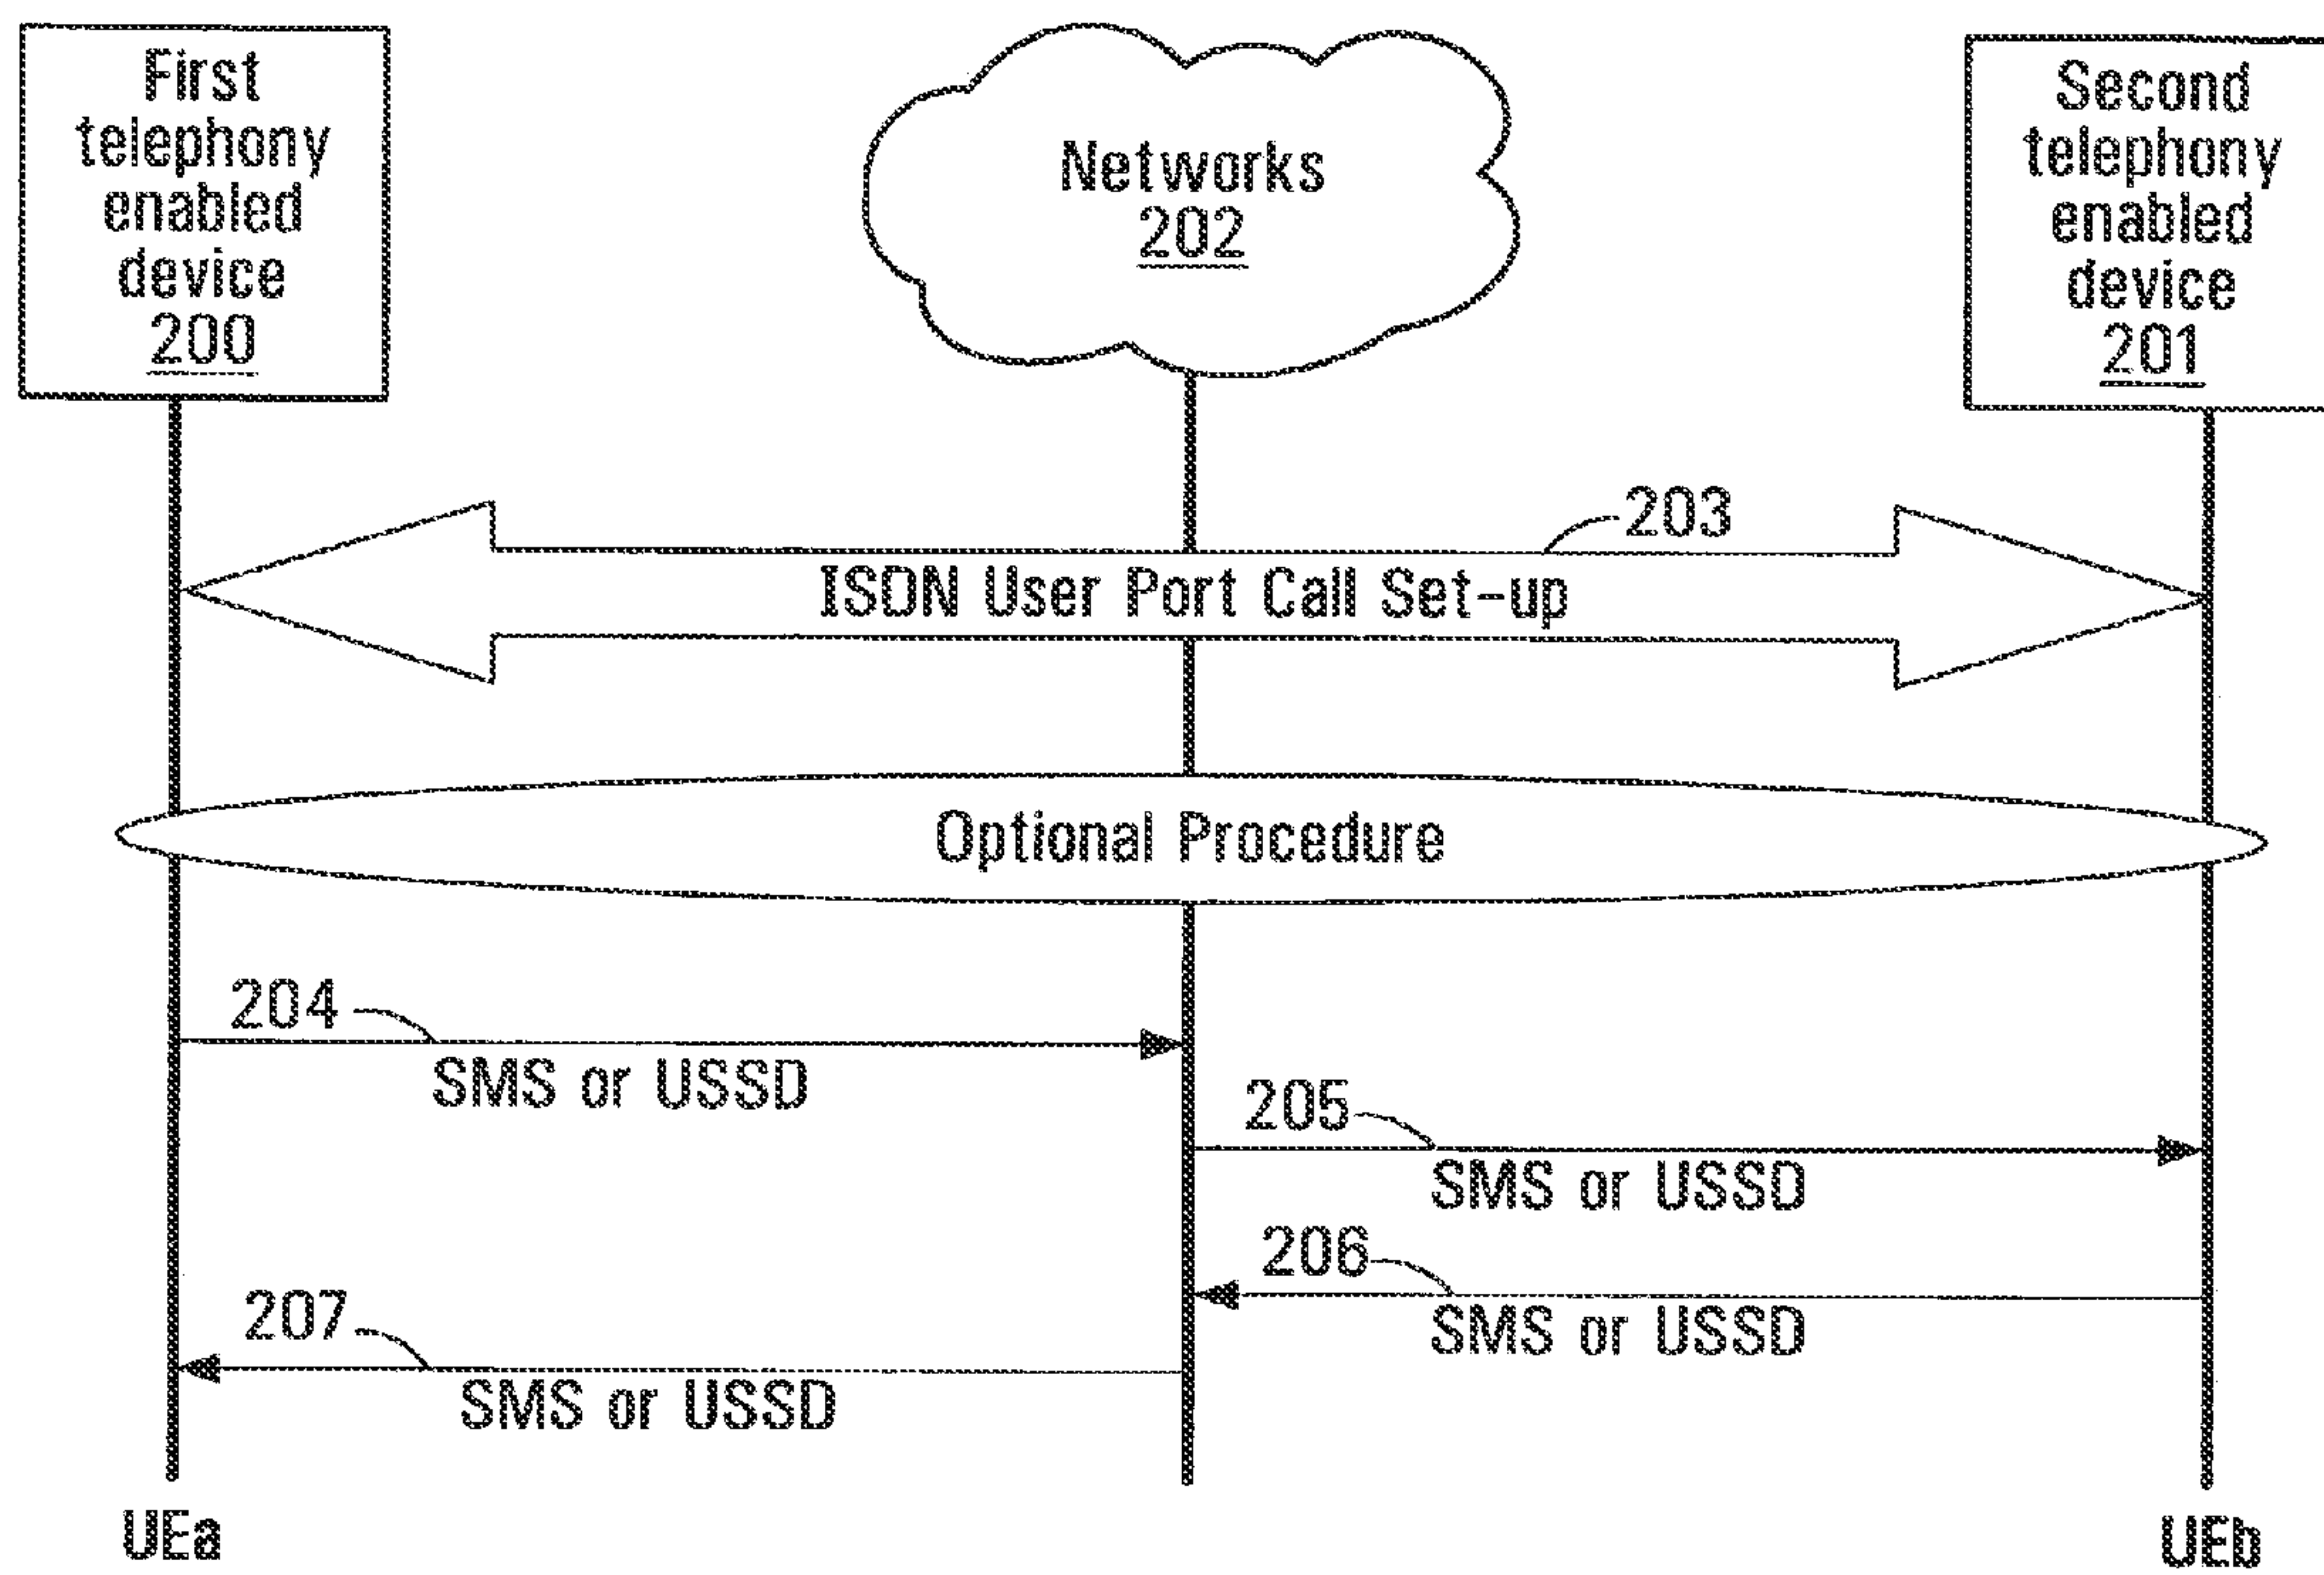 First
telephony
enabled
device
200
Networks
202
Second
telephony
enabled
device
201
203
ISDN User Port Call Set-up
Optional Procedure
204
SMS or USSD
205
SMS or USSD
206
SMS or USSD
207
SMS or USSD
UEa
UEb